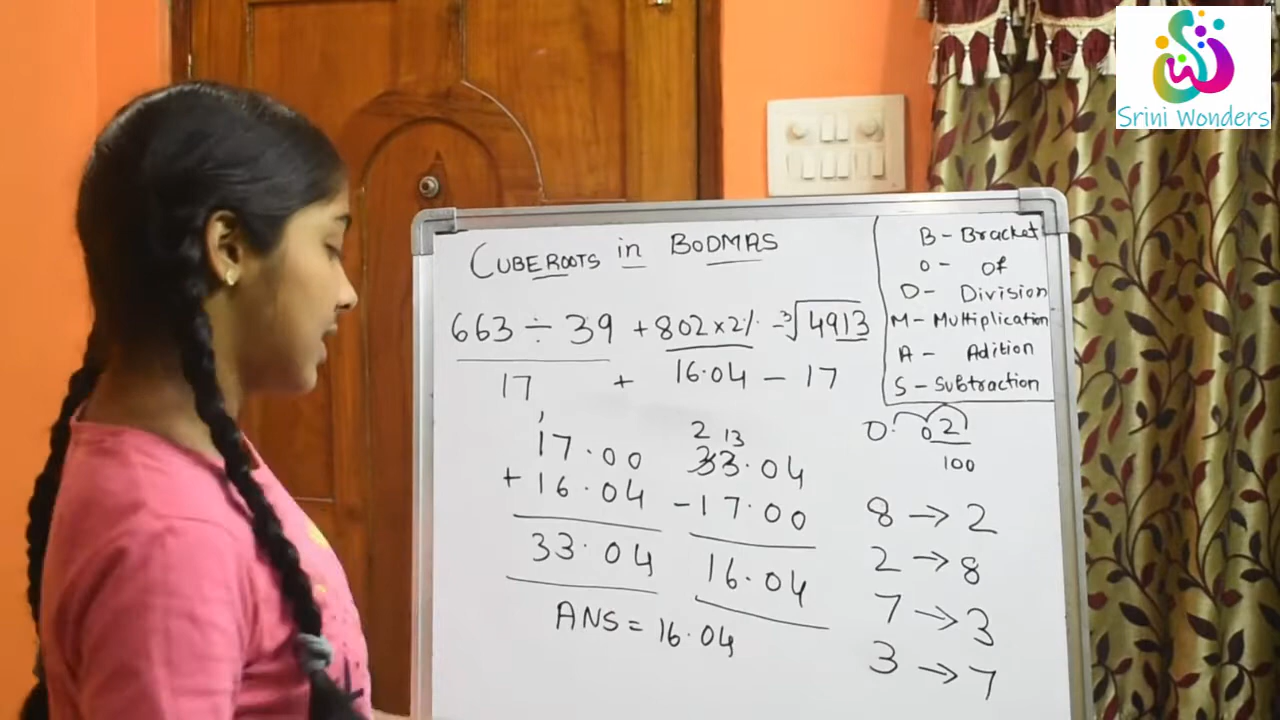 Srini Wonders
CUBEROOTS in BODMAS
663 ÷ 39 + 802 × 2% - ³√4913
17 + 16.04 - 17
17.00
+ 16.04
33.04
2 13
33.04
- 17.00
16.04
ANS = 16.04
B - Bracket
O - Of
D - Division
M - Multiplication
A - Adition
S - Subtraction
0.02
100
8 → 2
2 → 8
7 → 3
3 → 7